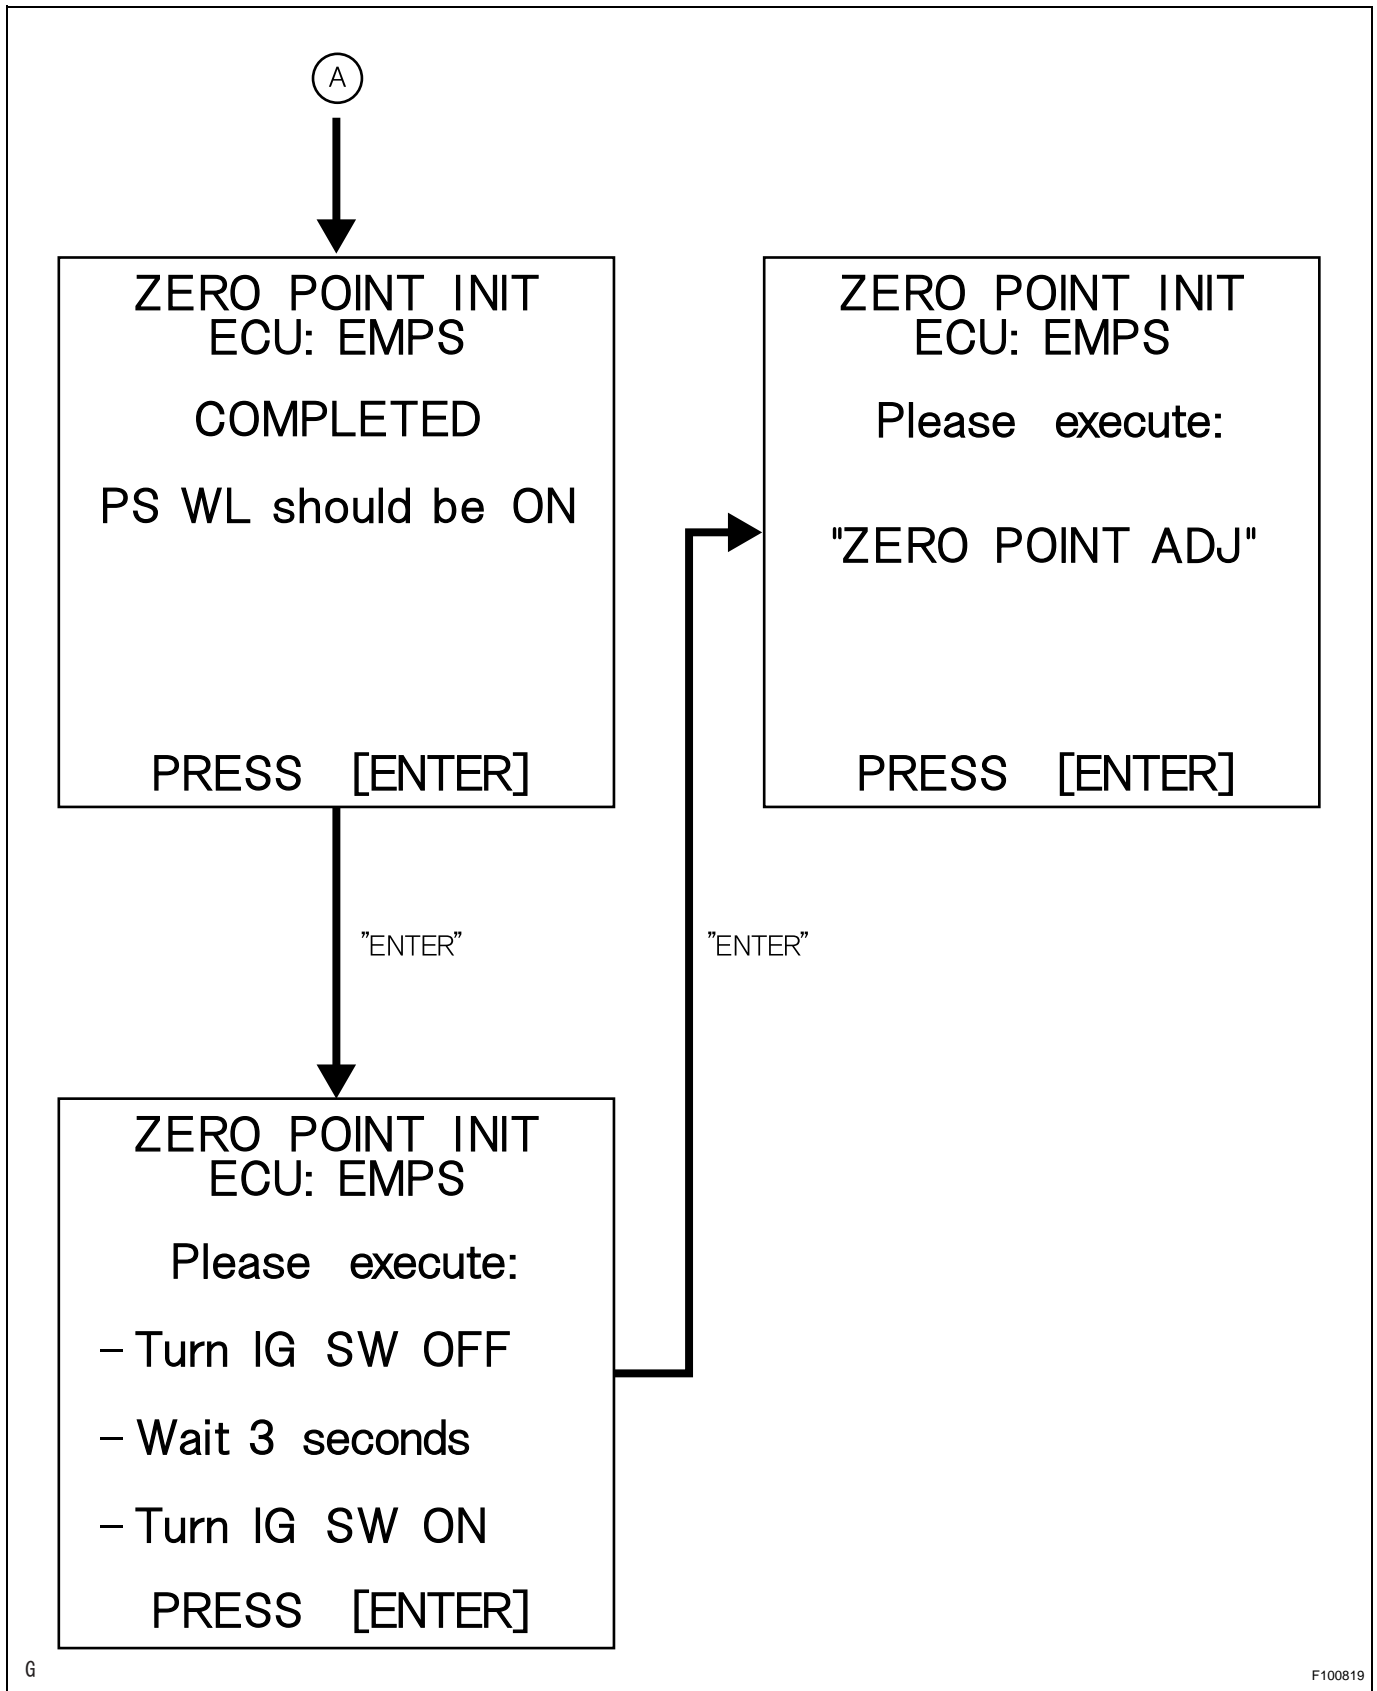 A
ZERO POINT INIT
ECU: EMPS
COMPLETED
PS WL should be ON
PRESS [ENTER]
"ENTER"
ZERO POINT INIT
ECU: EMPS
Please execute:
- Turn IG SW OFF
- Wait 3 seconds
- Turn IG SW ON
PRESS [ENTER]
"ENTER"
ZERO POINT INIT
ECU: EMPS
Please execute:
"ZERO POINT ADJ"
PRESS [ENTER]
G
F100819